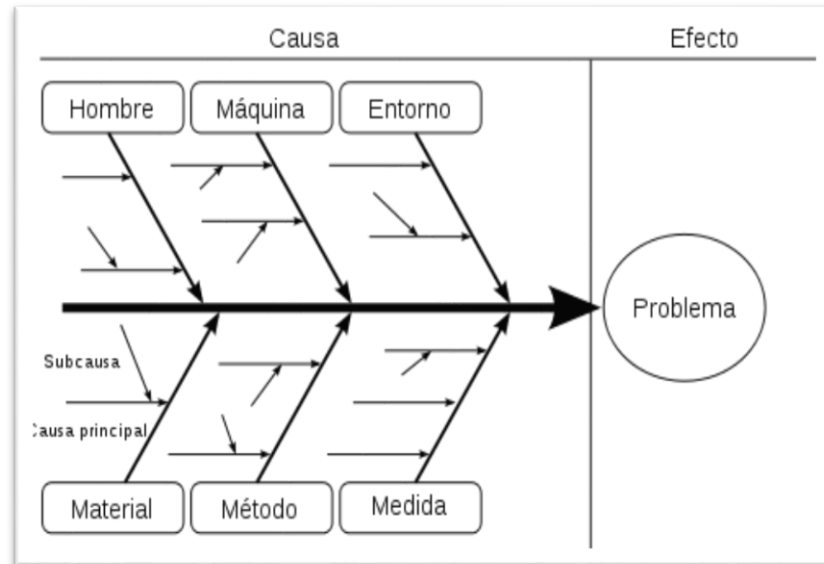 Causa
Efecto
Hombre
Máquina
Entorno
Problema
Subcausa
Causa principal
Material
Método
Medida